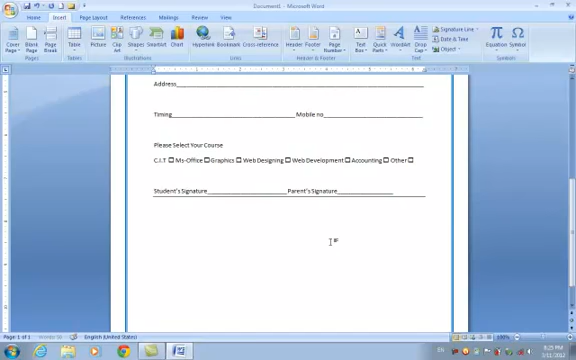 Document1 - Microsoft Word
Home Insert Page Layout References Mailings Review View
Cover Page Blank Page Page Break Table Picture Clip Art Shapes SmartArt Chart Hyperlink Bookmark Cross-reference Header Footer Page Number Text Box Quick Parts WordArt Drop Cap Signature Line Date & Time Object Equation Symbol
Pages Tables Illustrations Links Header & Footer Text Symbols
Address
Timing Mobile no
Please Select Your Course
C.I.T Ms-Office Graphics Web Designing Web Development Accounting Other
Student's Signature Parent's Signature
Page: 1 of 1 English (United States) 100%
EN 8:25 PM